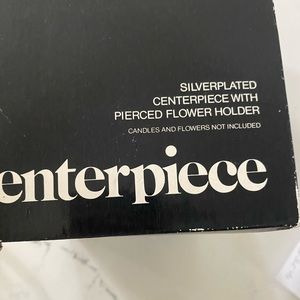 SILVERPLATED
CENTERPIECE WITH
PIERCED FLOWER HOLDER
CANDLES AND FLOWERS NOT INCLUDED
enterpiece